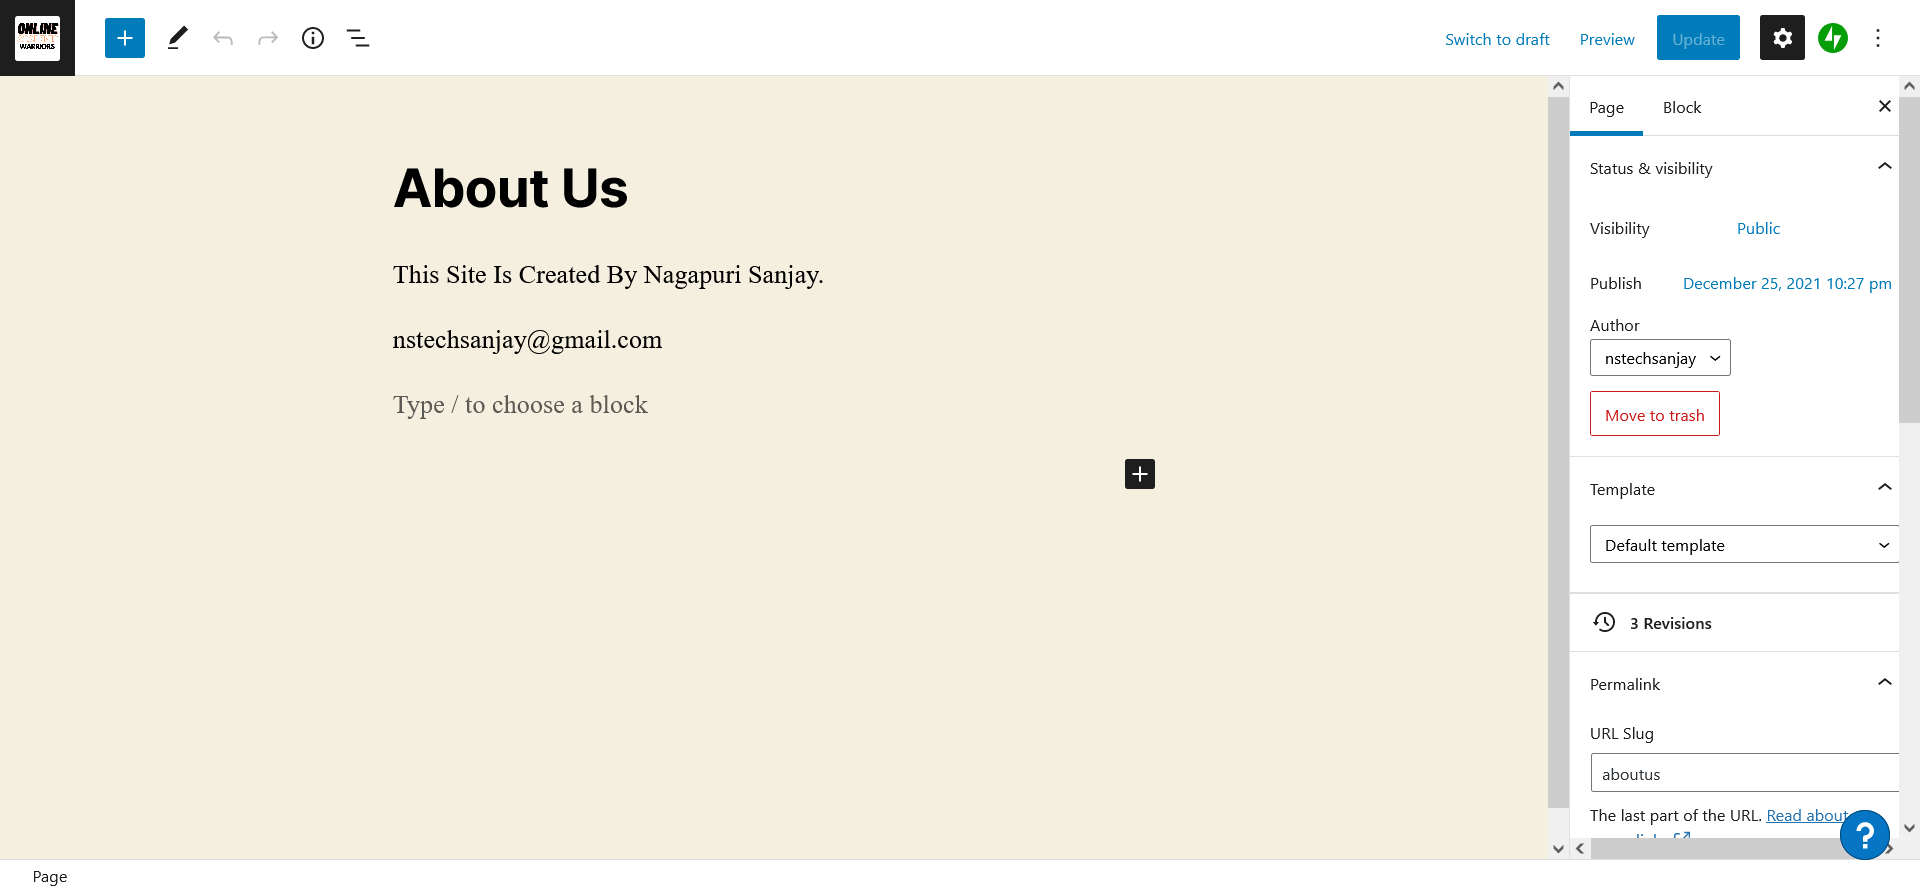 ONLINE
WARRIORS
Switch to draft
Preview
Update
Page
Block
About Us
This Site Is Created By Nagapuri Sanjay.
nstechsanjay@gmail.com
Type / to choose a block
Status & visibility
Visibility
Public
Publish
December 25, 2021 10:27 pm
Author
nstechsanjay
Move to trash
Template
Default template
3 Revisions
Permalink
URL Slug
aboutus
The last part of the URL. Read about
Page